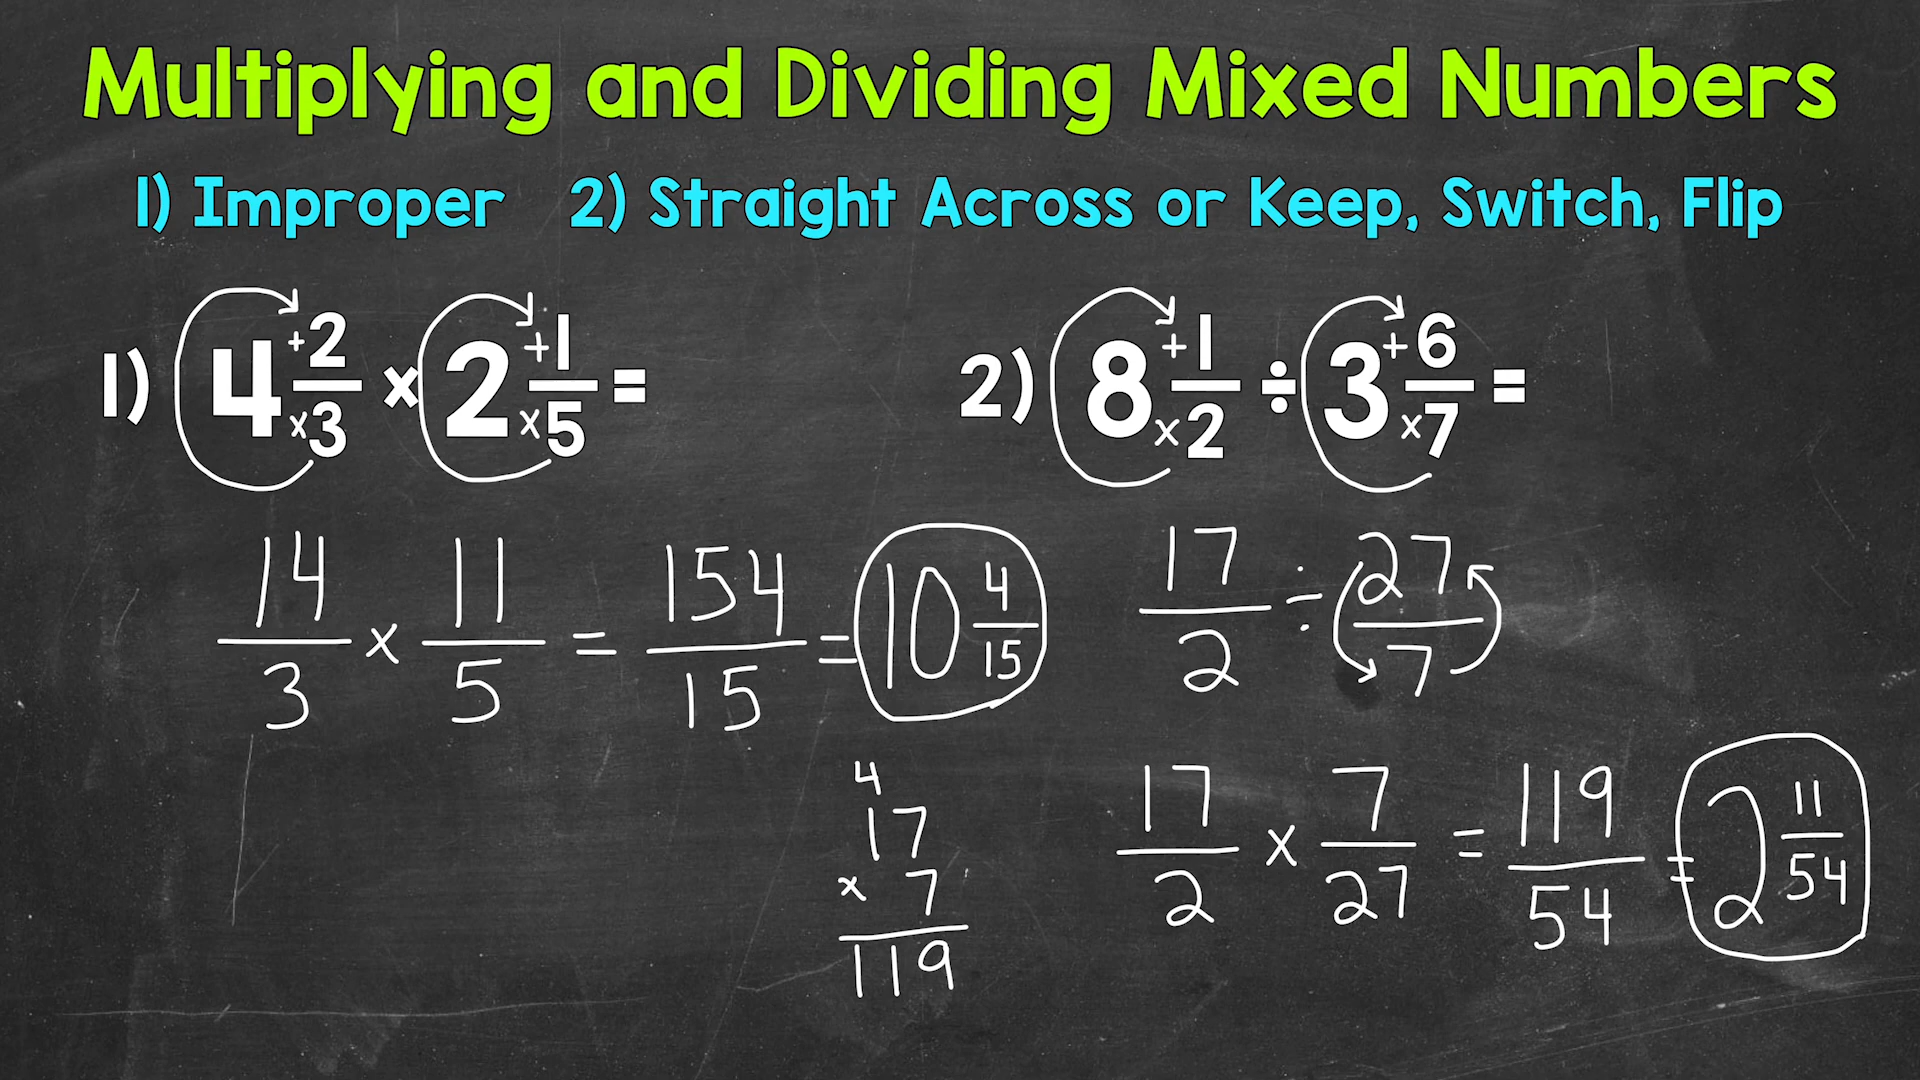 Multiplying and Dividing Mixed Numbers
1) Improper 2) Straight Across or Keep, Switch, Flip
1) 4 +2/×3 × 2 +1/×5 =
14/3 × 11/5 = 154/15 = 10 4/15
2) 8 +1/×2 ÷ 3 +6/×7 =
17/2 ÷ 27/7
4
17
× 7
119
17/2 × 7/27 = 119/54 = 2 11/54